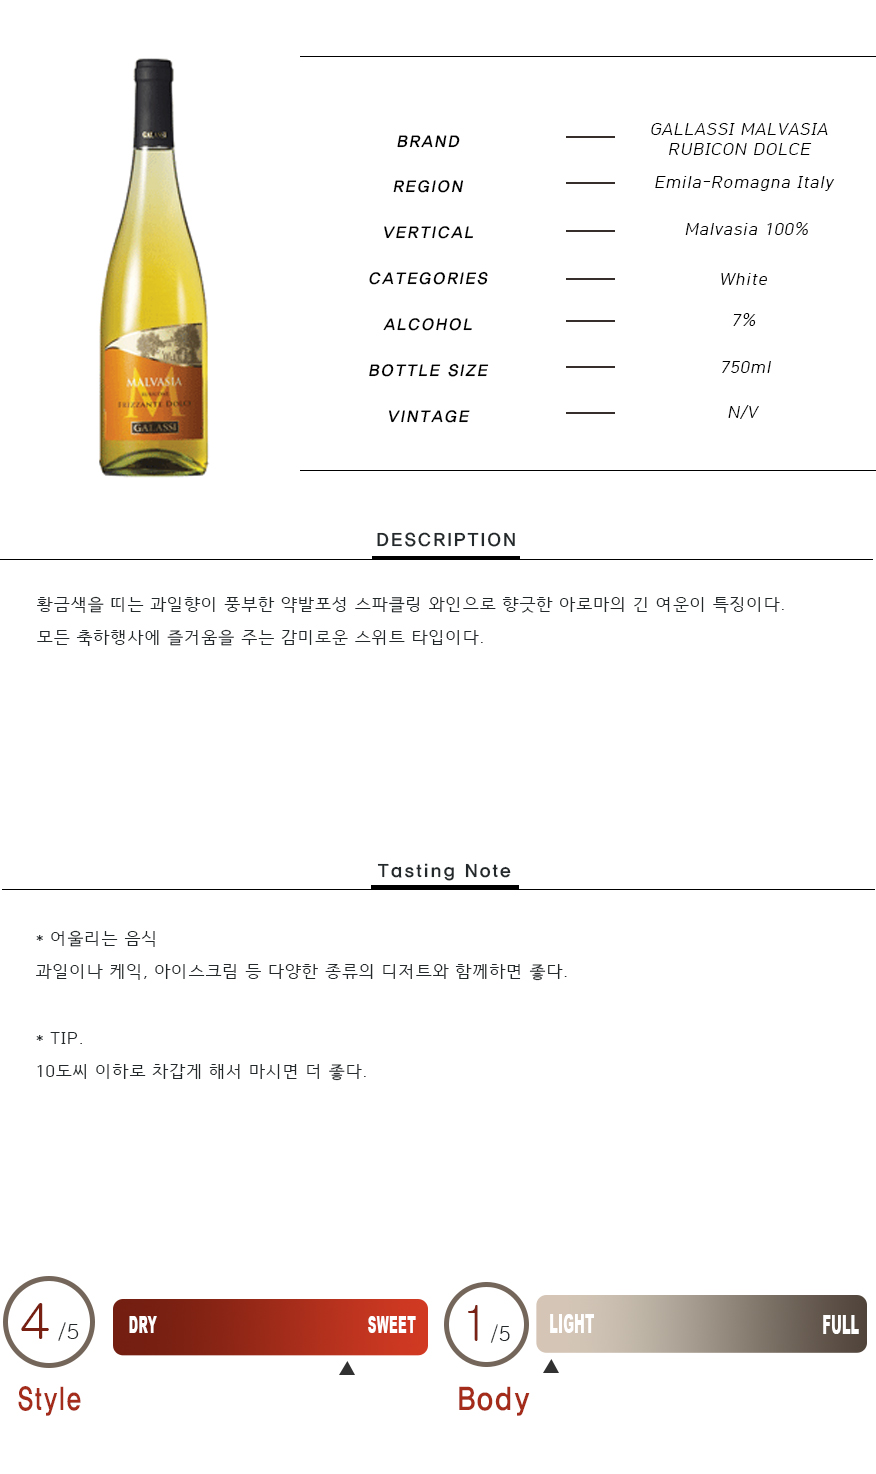 GALASSI
MALVASIA
RUBICONE
FRIZZANTE DOLCE
GALASSI
BRAND
GALLASSI MALVASIA
RUBICON DOLCE
REGION
Emila-Romagna Italy
VERTICAL
Malvasia 100%
CATEGORIES
White
ALCOHOL
7%
BOTTLE SIZE
750ml
VINTAGE
N/V
DESCRIPTION
황금색을 띠는 과일향이 풍부한 약발포성 스파클링 와인으로 향긋한 아로마의 긴 여운이 특징이다.
모든 축하행사에 즐거움을 주는 감미로운 스위트 타입이다.
Tasting Note
* 어울리는 음식
과일이나 케익, 아이스크림 등 다양한 종류의 디저트와 함께하면 좋다.
* TIP.
10도씨 이하로 차갑게 해서 마시면 더 좋다.
4 /5
DRY
SWEET
Style
1 /5
LIGHT
FULL
Body